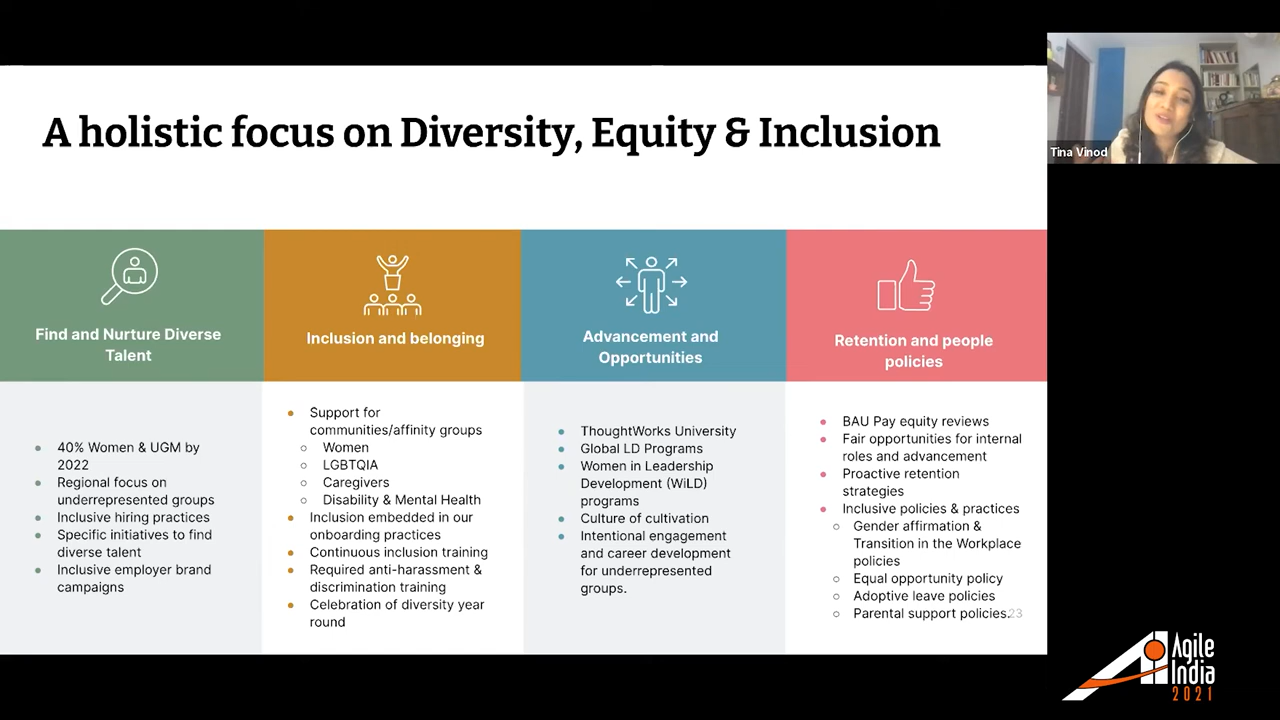 A holistic focus on Diversity, Equity & Inclusion
Tina Vinod
Find and Nurture Diverse
Talent
40% Women & UGM by
2022
Regional focus on
underrepresented groups
Inclusive hiring practices
Specific initiatives to find
diverse talent
Inclusive employer brand
campaigns
Inclusion and belonging
Support for
communities/affinity groups
Women
LGBTQIA
Caregivers
Disability & Mental Health
Inclusion embedded in our
onboarding practices
Continuous inclusion training
Required anti-harassment &
discrimination training
Celebration of diversity year
round
Advancement and
Opportunities
ThoughtWorks University
Global LD Programs
Women in Leadership
Development (WiLD)
programs
Culture of cultivation
Intentional engagement
and career development
for underrepresented
groups.
Retention and people
policies
BAU Pay equity reviews
Fair opportunities for internal
roles and advancement
Proactive retention
strategies
Inclusive policies & practices
Gender affirmation &
Transition in the Workplace
policies
Equal opportunity policy
Adoptive leave policies
Parental support policies.
23
Agile
India
2021